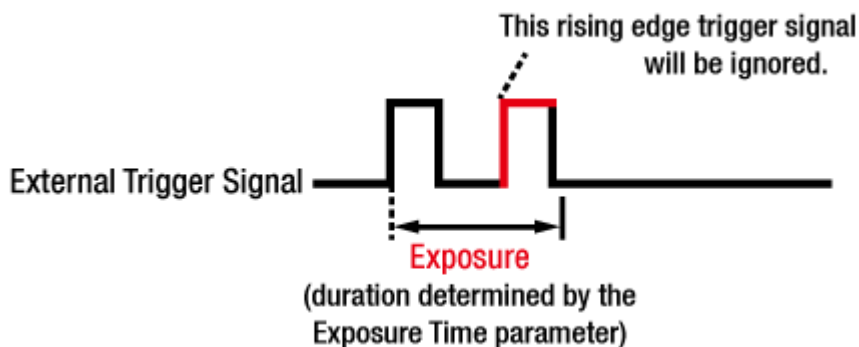 This rising edge trigger signal
will be ignored.
External Trigger Signal
Exposure
(duration determined by the
Exposure Time parameter)